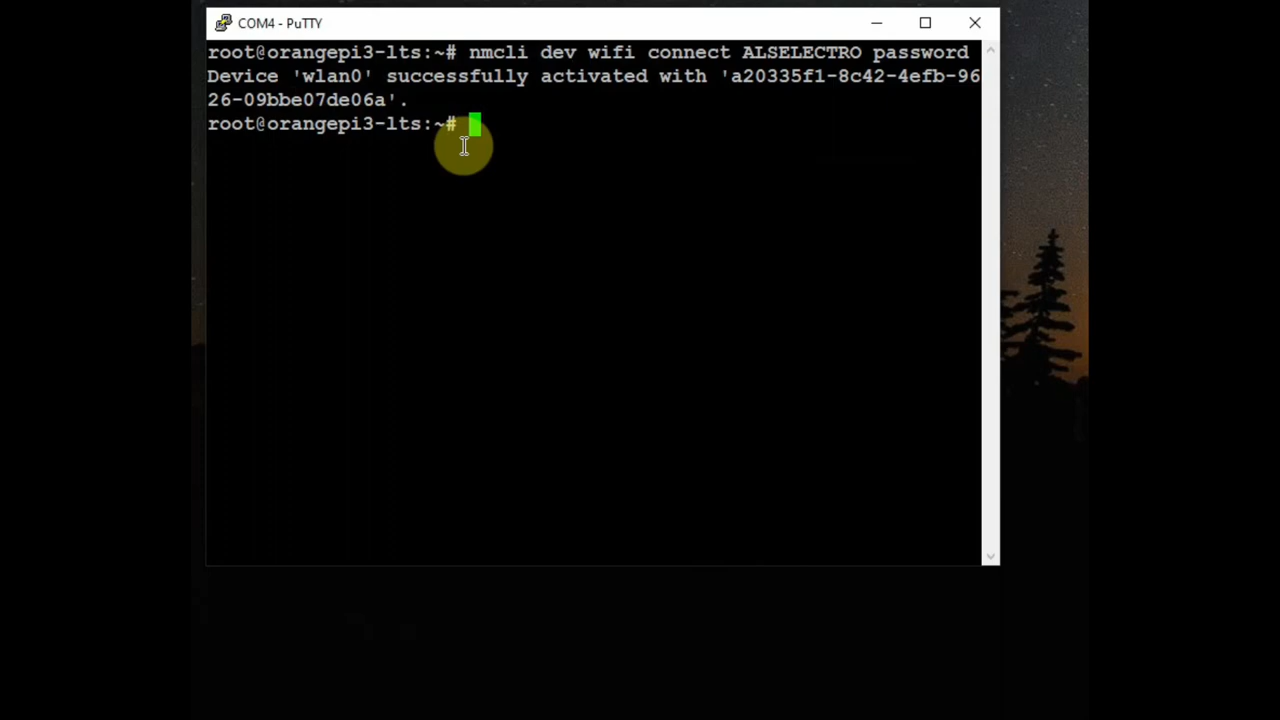 COM4 - PuTTY
root@orangepi3-lts:~# nmcli dev wifi connect ALSELECTRO password
Device 'wlan0' successfully activated with 'a20335f1-8c42-4efb-96
26-09bbe07de06a'.
root@orangepi3-lts:~#